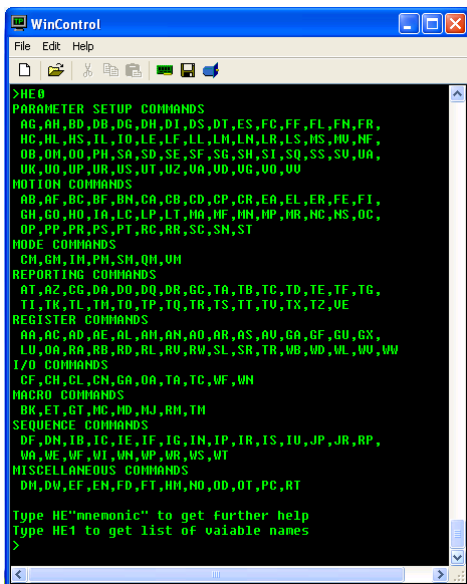 WinControl
File Edit Help
>HE0
PARAMETER SETUP COMMANDS
AG,AH,BD,DB,DG,DH,DI,DS,DT,ES,FC,FF,FL,FN,FR,
HC,HL,HS,IL,IO,LE,LF,LL,LM,LN,LR,LS,MS,MV,NF,
OB,OM,OO,PH,SA,SD,SE,SF,SG,SH,SI,SQ,SS,SV,UA,
UK,UO,UP,UR,US,UT,UZ,VA,VD,VG,VO,VV
MOTION COMMANDS
AB,AF,BC,BF,BN,CA,CB,CD,CP,CR,EA,EL,ER,FE,FI,
GH,GO,HO,IA,LC,LP,LT,MA,MF,MN,MP,MR,NC,NS,OC,
OP,PP,PR,PS,PT,RC,RR,SC,SN,ST
MODE COMMANDS
CM,GM,IM,PM,SM,QM,VM
REPORTING COMMANDS
AT,AZ,CG,DA,DO,DQ,DR,GC,TA,TB,TC,TD,TE,TF,TG,
TI,TK,TL,TM,TO,TP,TQ,TR,TS,TT,TV,TX,TZ,VE
REGISTER COMMANDS
AA,AC,AD,AE,AL,AM,AN,AO,AR,AS,AV,GA,GF,GU,GX,
LU,OA,RA,RB,RD,RL,RV,RW,SL,SR,TR,WB,WD,WL,WV,WW
I/O COMMANDS
CF,CH,CL,CN,GA,OA,TA,TC,WF,WN
MACRO COMMANDS
BK,ET,GT,MC,MD,MJ,RM,TM
SEQUENCE COMMANDS
DF,DN,IB,IC,IE,IF,IG,IN,IP,IR,IS,IU,JP,JR,RP,
WA,WE,WF,WI,WN,WP,WR,WS,WT
MISCELLANEOUS COMMANDS
DM,DW,EF,EN,FD,FT,HM,NO,OD,OT,PC,RT
Type HE"mnemonic" to get further help
Type HE1 to get list of vaiable names
>